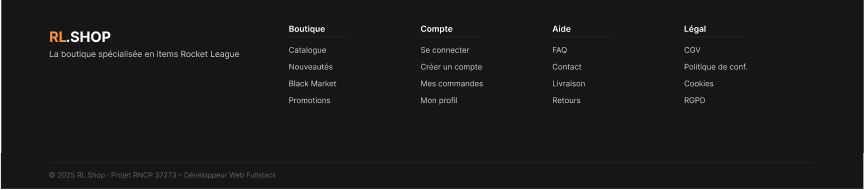 RL.SHOP
La boutique spécialisée en items Rocket League
Boutique
Catalogue
Nouveautés
Black Market
Promotions
Compte
Se connecter
Créer un compte
Mes commandes
Mon profil
Aide
FAQ
Contact
Livraison
Retours
Légal
CGV
Politique de conf.
Cookies
RGPD
© 2025 RL.Shop · Projet RNCP 37273 – Développeur Web Fullstack